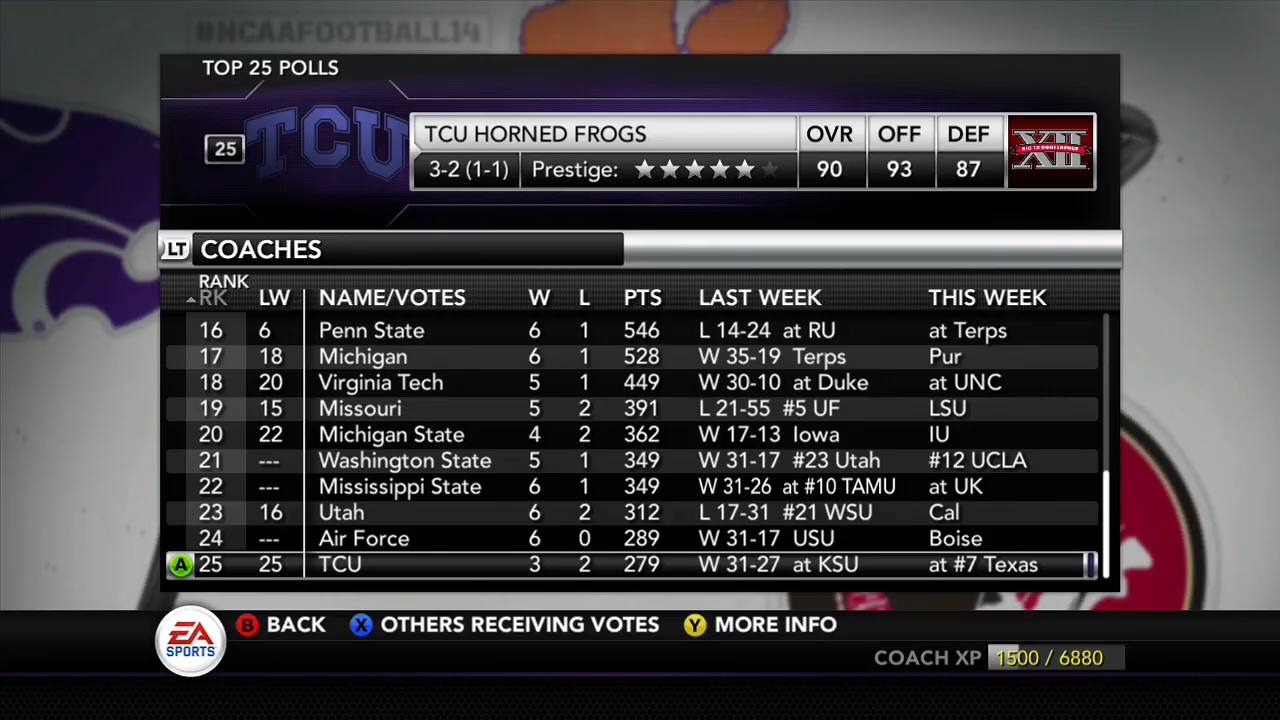 #NCAAFOOTBALL14
TOP 25 POLLS
25 TCU TCU HORNED FROGS OVR OFF DEF XII BIG 12 CONFERENCE
3-2 (1-1) Prestige: 90 93 87
LT COACHES
RANK
RK LW NAME/VOTES W L PTS LAST WEEK THIS WEEK
16 6 Penn State 6 1 546 L 14-24 at RU at Terps
17 18 Michigan 6 1 528 W 35-19 Terps Pur
18 20 Virginia Tech 5 1 449 W 30-10 at Duke at UNC
19 15 Missouri 5 2 391 L 21-55 #5 UF LSU
20 22 Michigan State 4 2 362 W 17-13 Iowa IU
21 --- Washington State 5 1 349 W 31-17 #23 Utah #12 UCLA
22 --- Mississippi State 6 1 349 W 31-26 at #10 TAMU at UK
23 16 Utah 6 2 312 L 17-31 #21 WSU Cal
24 --- Air Force 6 0 289 W 31-17 USU Boise
A 25 25 TCU 3 2 279 W 31-27 at KSU at #7 Texas
EA SPORTS B BACK X OTHERS RECEIVING VOTES Y MORE INFO
COACH XP 1500 / 6880